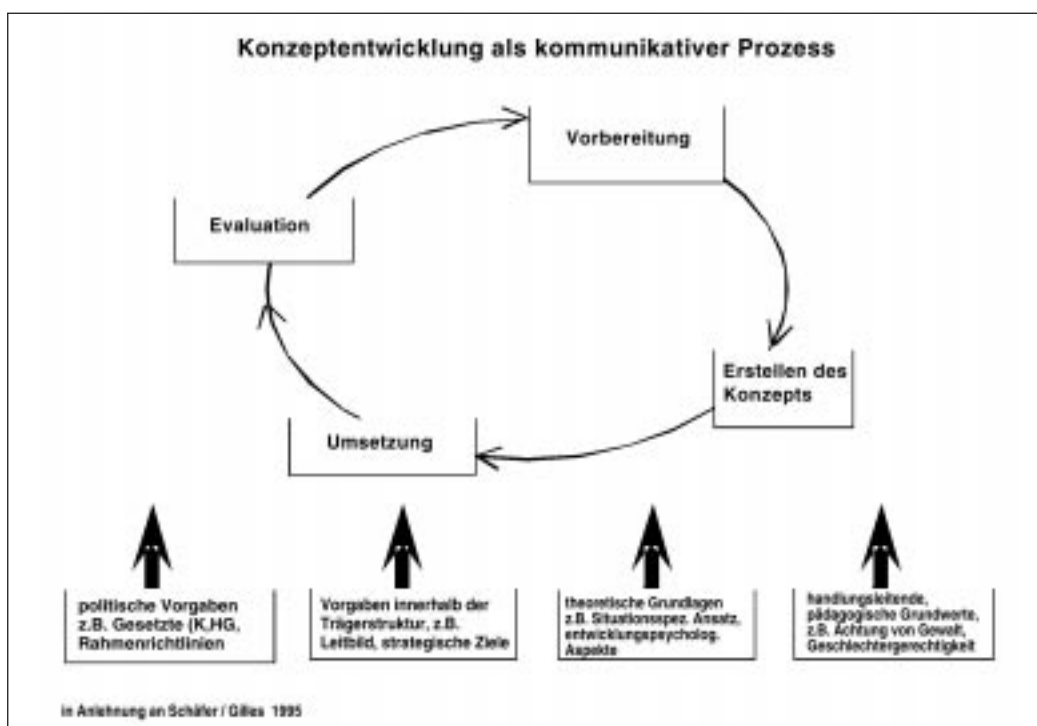 Konzeptentwicklung als kommunikativer Prozess
Vorbereitung
Evaluation
Erstellen des
Konzepts
Umsetzung
politische Vorgaben
z.B. Gesetzte (KJHG,
Rahmenrichtlinien
Vorgaben innerhalb der
Trägerstruktur, z.B.
Leitbild, strategische Ziele
theoretische Grundlagen
z.B. Situationsspez. Ansatz,
entwicklungspsycholog.
Aspekte
handlungsleitende,
pädagogische Grundwerte,
z.B. Achtung von Gewalt,
Geschlechtergerechtigkeit
in Anlehnung an Schäfer / Gilles 1995